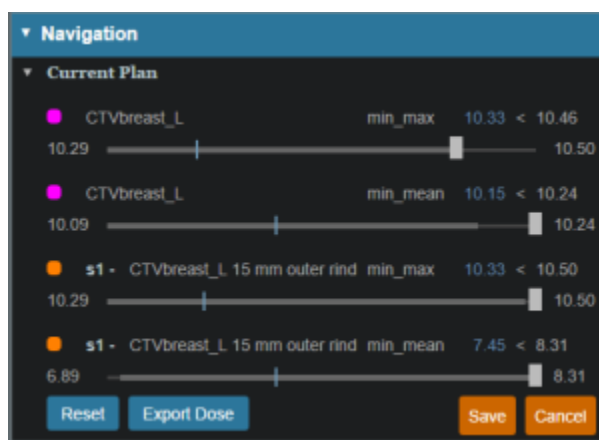 Navigation
Current Plan
CTVbreast_L min_max 10.33 < 10.46
10.29 10.50
CTVbreast_L min_mean 10.15 < 10.24
10.09 10.24
s1 - CTVbreast_L 15 mm outer rind min_max 10.33 < 10.50
10.29 10.50
s1 - CTVbreast_L 15 mm outer rind min_mean 7.45 < 8.31
6.89 8.31
Reset Export Dose Save Cancel